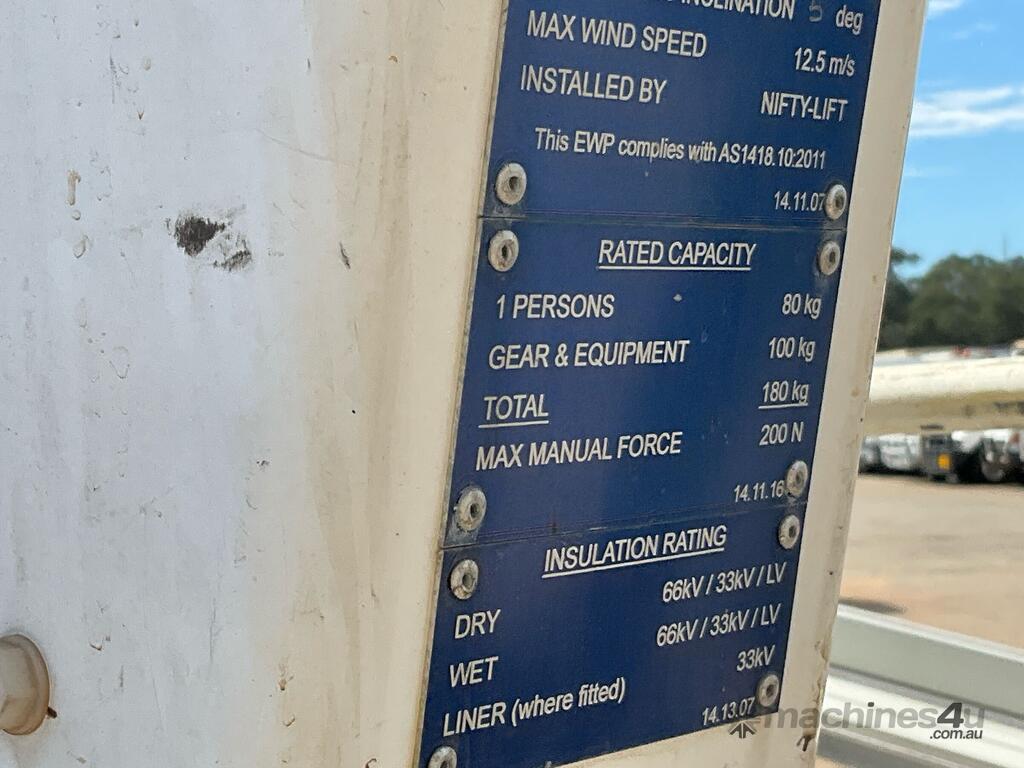 INCLINATION 5 deg
MAX WIND SPEED 12.5 m/s
INSTALLED BY NIFTY-LIFT
This EWP complies with AS1418.10:2011
14.11.07
RATED CAPACITY
1 PERSONS 80 kg
GEAR & EQUIPMENT 100 kg
TOTAL 180 kg
MAX MANUAL FORCE 200 N
14.11.16
INSULATION RATING
DRY 66kV / 33kV / LV
WET 66kV / 33kV / LV
LINER (where fitted) 33kV
14.13.07
machines4u
.com.au